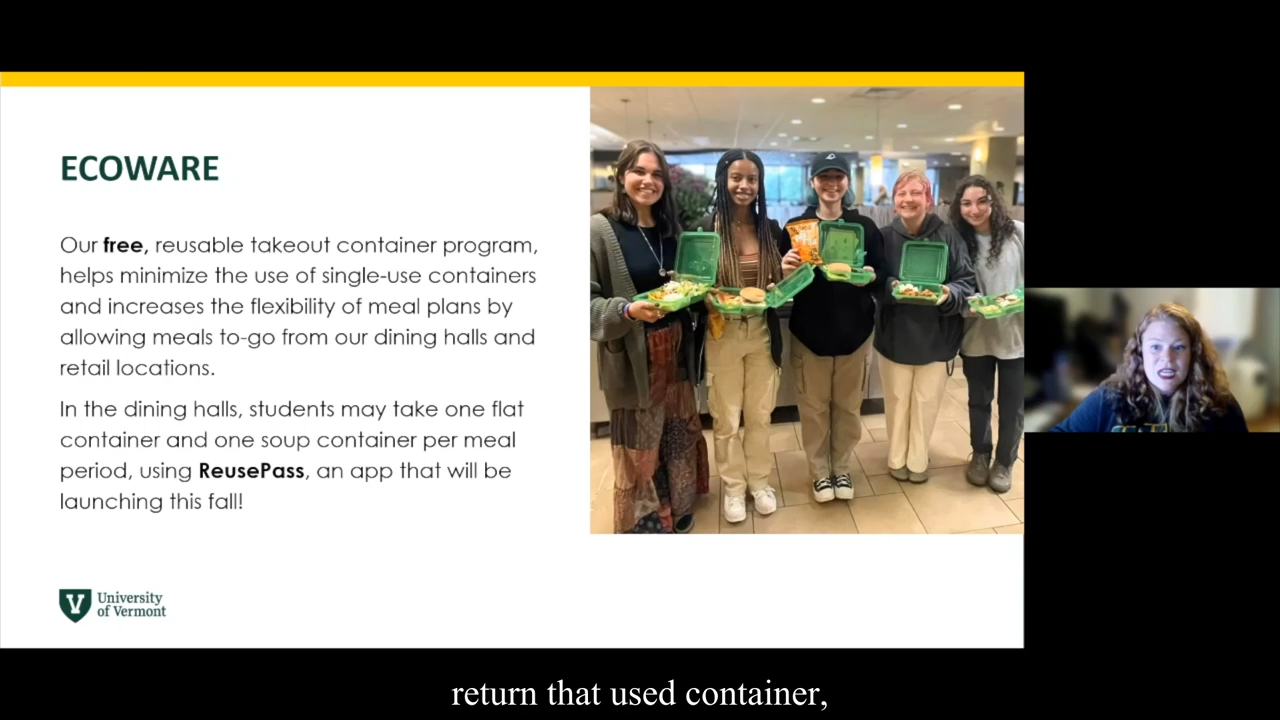 ECOWARE
Our free, reusable takeout container program,
helps minimize the use of single-use containers
and increases the flexibility of meal plans by
allowing meals to-go from our dining halls and
retail locations.
In the dining halls, students may take one flat
container and one soup container per meal
period, using ReusePass, an app that will be
launching this fall!
V University
of Vermont
return that used container,